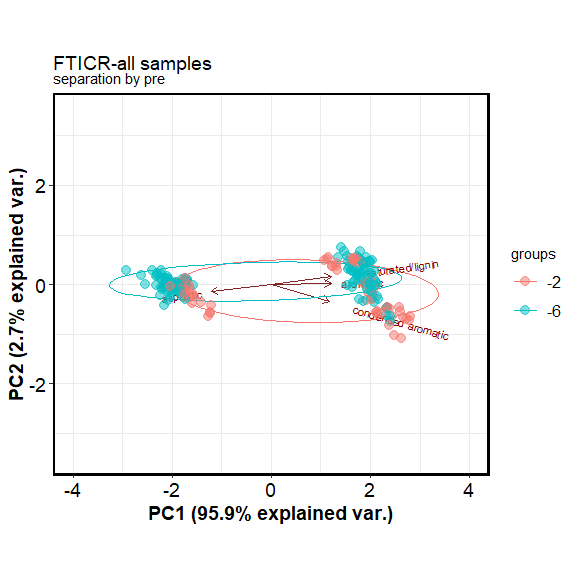 FTICR-all samples
separation by pre
PC2 (2.7% explained var.)
2
0
-2
-4
-2
0
2
4
PC1 (95.9% explained var.)
condensed aromatic
groups
-2
-6